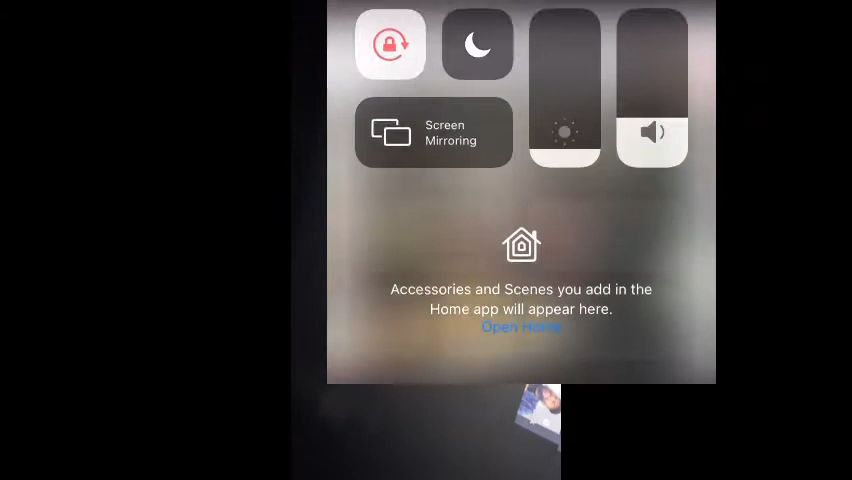 Screen
Mirroring
Accessories and Scenes you add in the
Home app will appear here.
Open Home